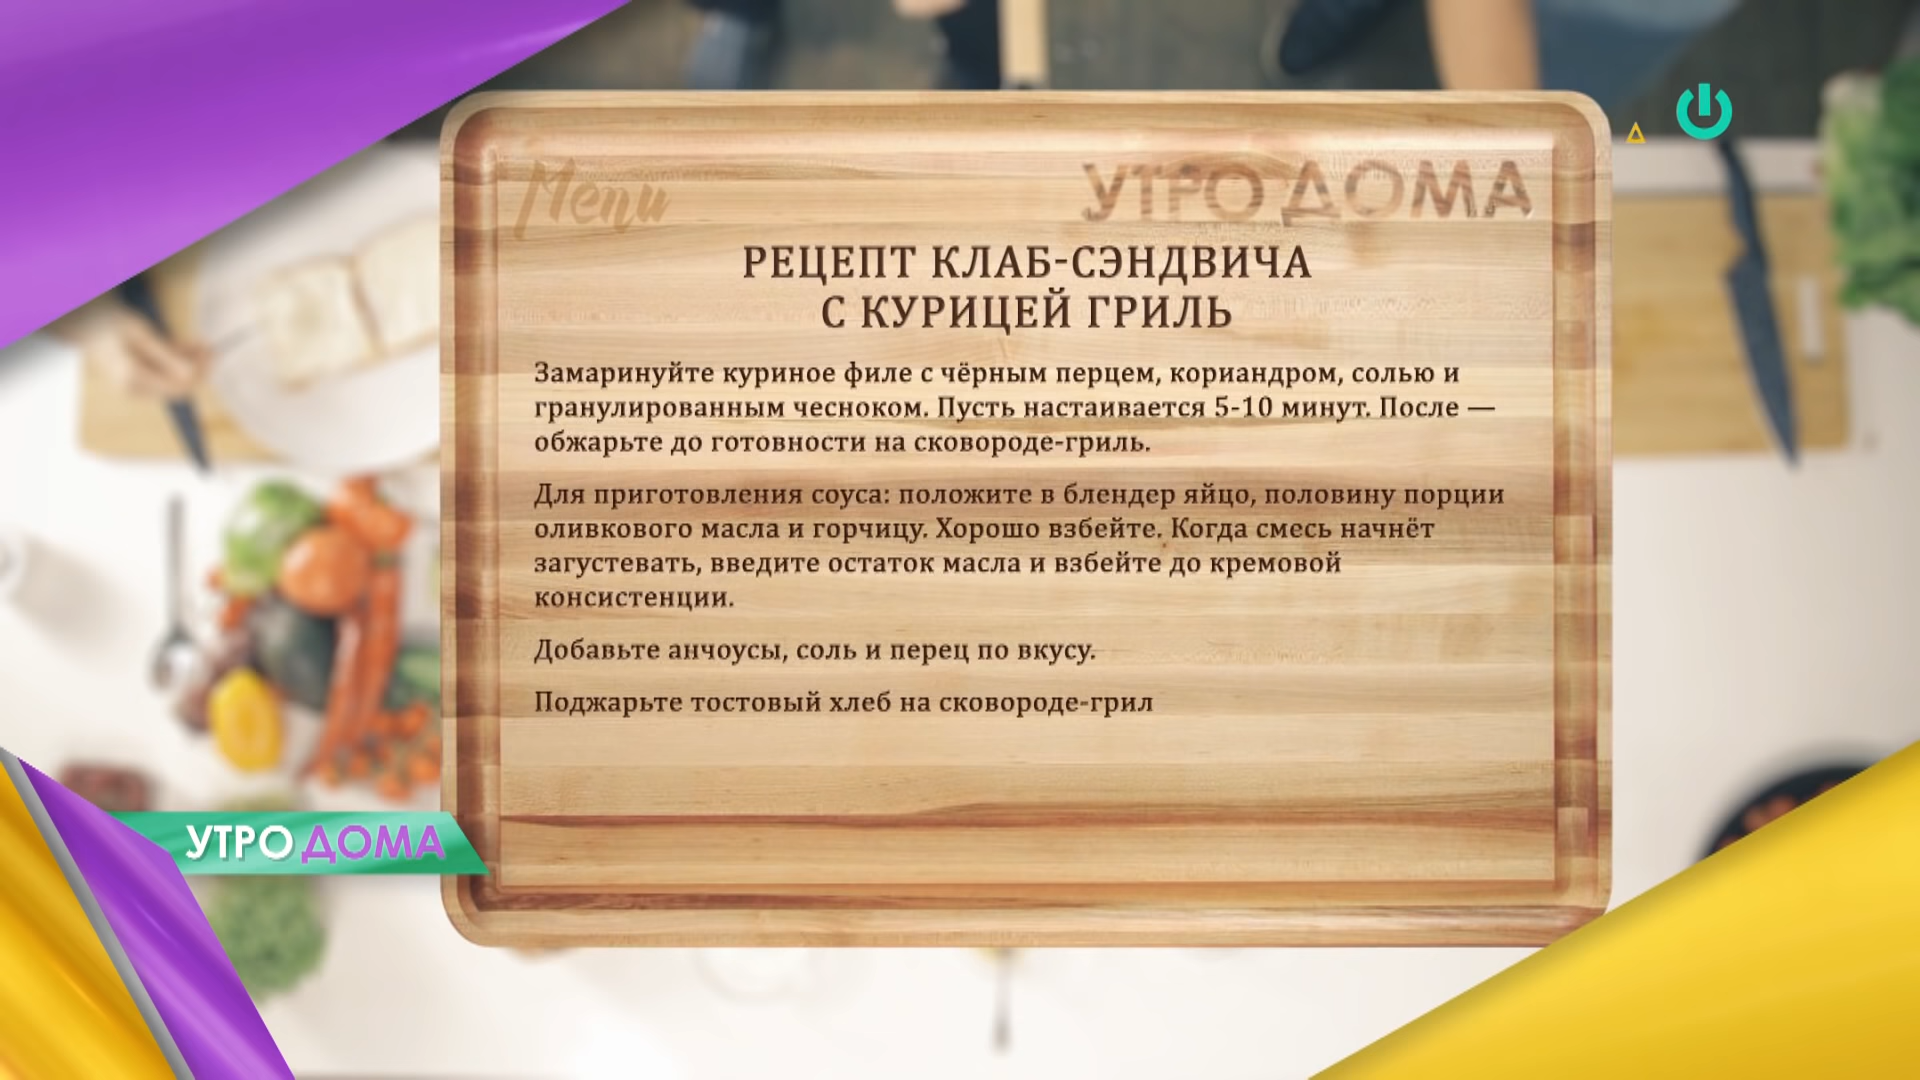 Menu
УТРО ДОМА
РЕЦЕПТ КЛАБ-СЭНДВИЧА
С КУРИЦЕЙ ГРИЛЬ
Замаринуйте куриное филе с чёрным перцем, кориандром, солью и
гранулированным чесноком. Пусть настаивается 5-10 минут. После —
обжарьте до готовности на сковороде-гриль.
Для приготовления соуса: положите в блендер яйцо, половину порции
оливкового масла и горчицу. Хорошо взбейте. Когда смесь начнёт
загустевать, введите остаток масла и взбейте до кремовой
консистенции.
Добавьте анчоусы, соль и перец по вкусу.
Поджарьте тостовый хлеб на сковороде-грил
УТРО ДОМА